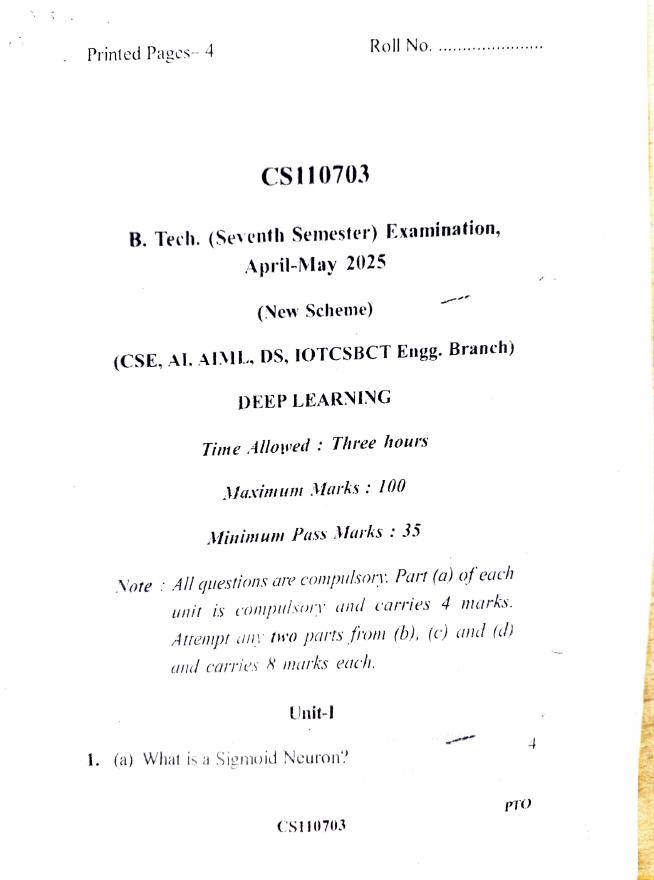 Printed Pages– 4
Roll No. ......................
CS110703
B. Tech. (Seventh Semester) Examination,
April-May 2025
(New Scheme)
(CSE, AI. AIML, DS, IOTCSBCT Engg. Branch)
DEEP LEARNING
Time Allowed : Three hours
Maximum Marks : 100
Minimum Pass Marks : 35
Note : All questions are compulsory. Part (a) of each
unit is compulsory and carries 4 marks.
Attempt any two parts from (b), (c) and (d)
and carries 8 marks each.
Unit-I
1. (a) What is a Sigmoid Neuron? 4
PTO
CS110703